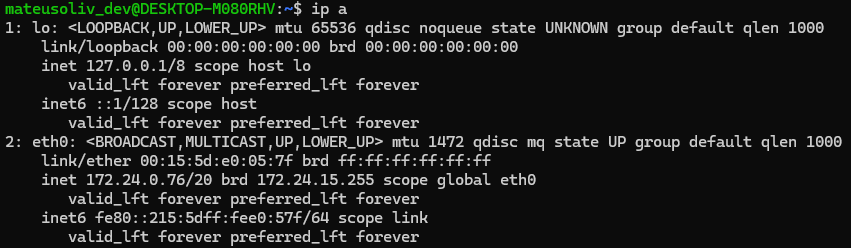 mateusoliv_dev@DESKTOP-M080RHV:~$ ip a
1: lo: <LOOPBACK,UP,LOWER_UP> mtu 65536 qdisc noqueue state UNKNOWN group default qlen 1000
    link/loopback 00:00:00:00:00:00 brd 00:00:00:00:00:00
    inet 127.0.0.1/8 scope host lo
       valid_lft forever preferred_lft forever
    inet6 ::1/128 scope host
       valid_lft forever preferred_lft forever
2: eth0: <BROADCAST,MULTICAST,UP,LOWER_UP> mtu 1472 qdisc mq state UP group default qlen 1000
    link/ether 00:15:5d:e0:05:7f brd ff:ff:ff:ff:ff:ff
    inet 172.24.0.76/20 brd 172.24.15.255 scope global eth0
       valid_lft forever preferred_lft forever
    inet6 fe80::215:5dff:fee0:57f/64 scope link
       valid_lft forever preferred_lft forever